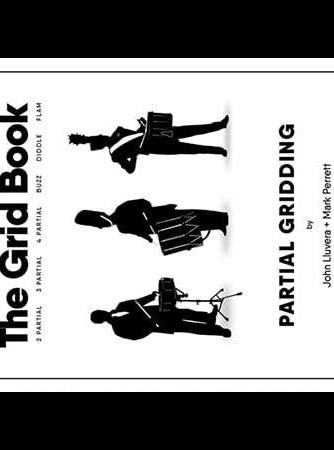 The Grid Book
2 PARTIAL 3 PARTIAL 4 PARTIAL BUZZ DIDDLE FLAM
PARTIAL GRIDDING
by
John Lluvera + Mark Perrett